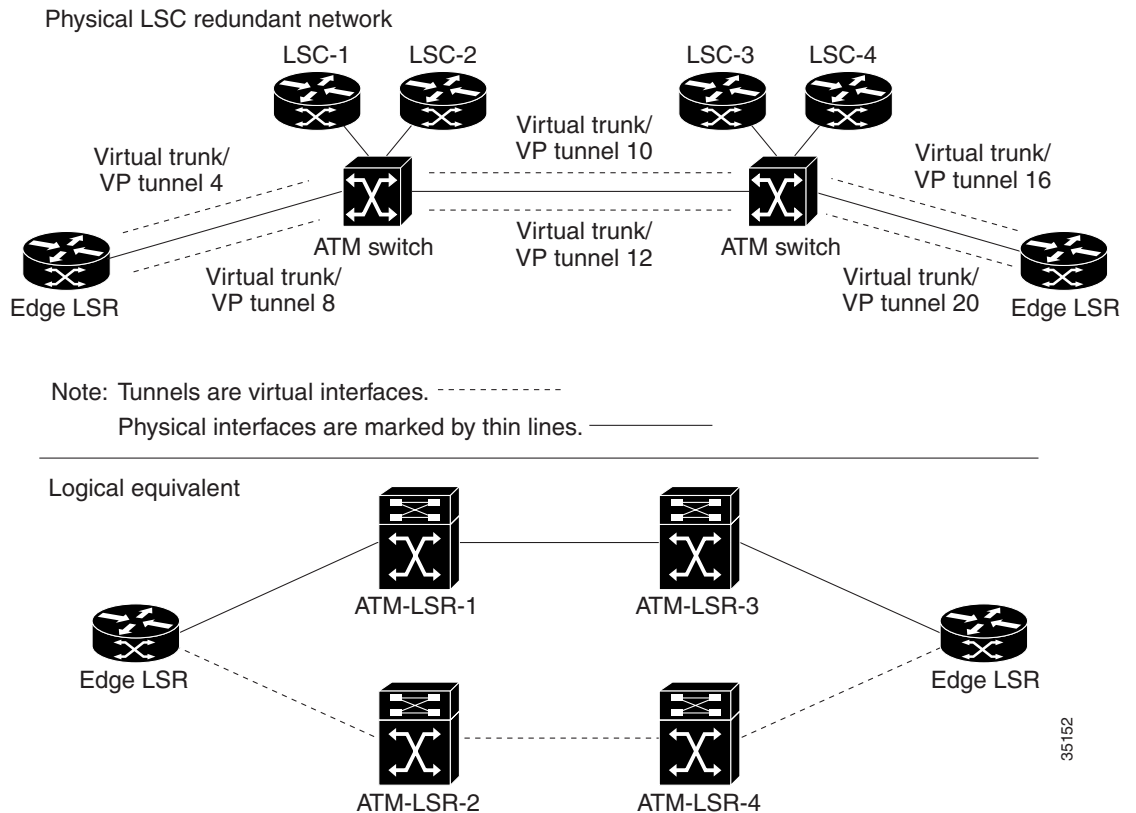 Physical LSC redundant network
LSC-1
LSC-2
LSC-3
LSC-4
Virtual trunk/
VP tunnel 4
Virtual trunk/
VP tunnel 10
Virtual trunk/
VP tunnel 16
ATM switch
Virtual trunk/
VP tunnel 12
ATM switch
Virtual trunk/
VP tunnel 8
Virtual trunk/
VP tunnel 20
Edge LSR
Edge LSR
Note: Tunnels are virtual interfaces.
Physical interfaces are marked by thin lines.
Logical equivalent
ATM-LSR-1
ATM-LSR-3
Edge LSR
Edge LSR
ATM-LSR-2
ATM-LSR-4
35152